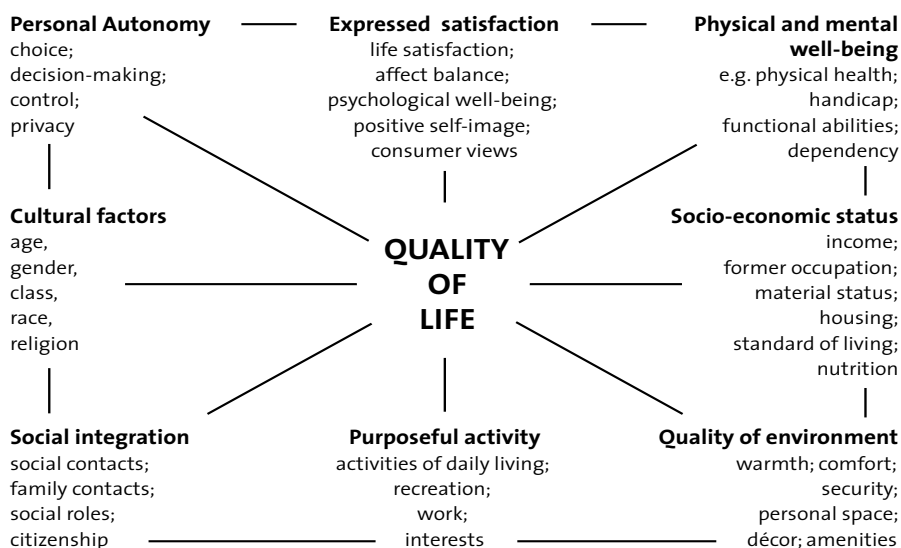 Personal Autonomy
choice;
decision-making;
control;
privacy
Expressed satisfaction
life satisfaction;
affect balance;
psychological well-being;
positive self-image;
consumer views
Physical and mental
well-being
e.g. physical health;
handicap;
functional abilities;
dependency
Cultural factors
age,
gender,
class,
race,
religion
QUALITY
OF
LIFE
Socio-economic status
income;
former occupation;
material status;
housing;
standard of living;
nutrition
Social integration
social contacts;
family contacts;
social roles;
citizenship
Purposeful activity
activities of daily living;
recreation;
work;
interests
Quality of environment
warmth; comfort;
security;
personal space;
décor; amenities